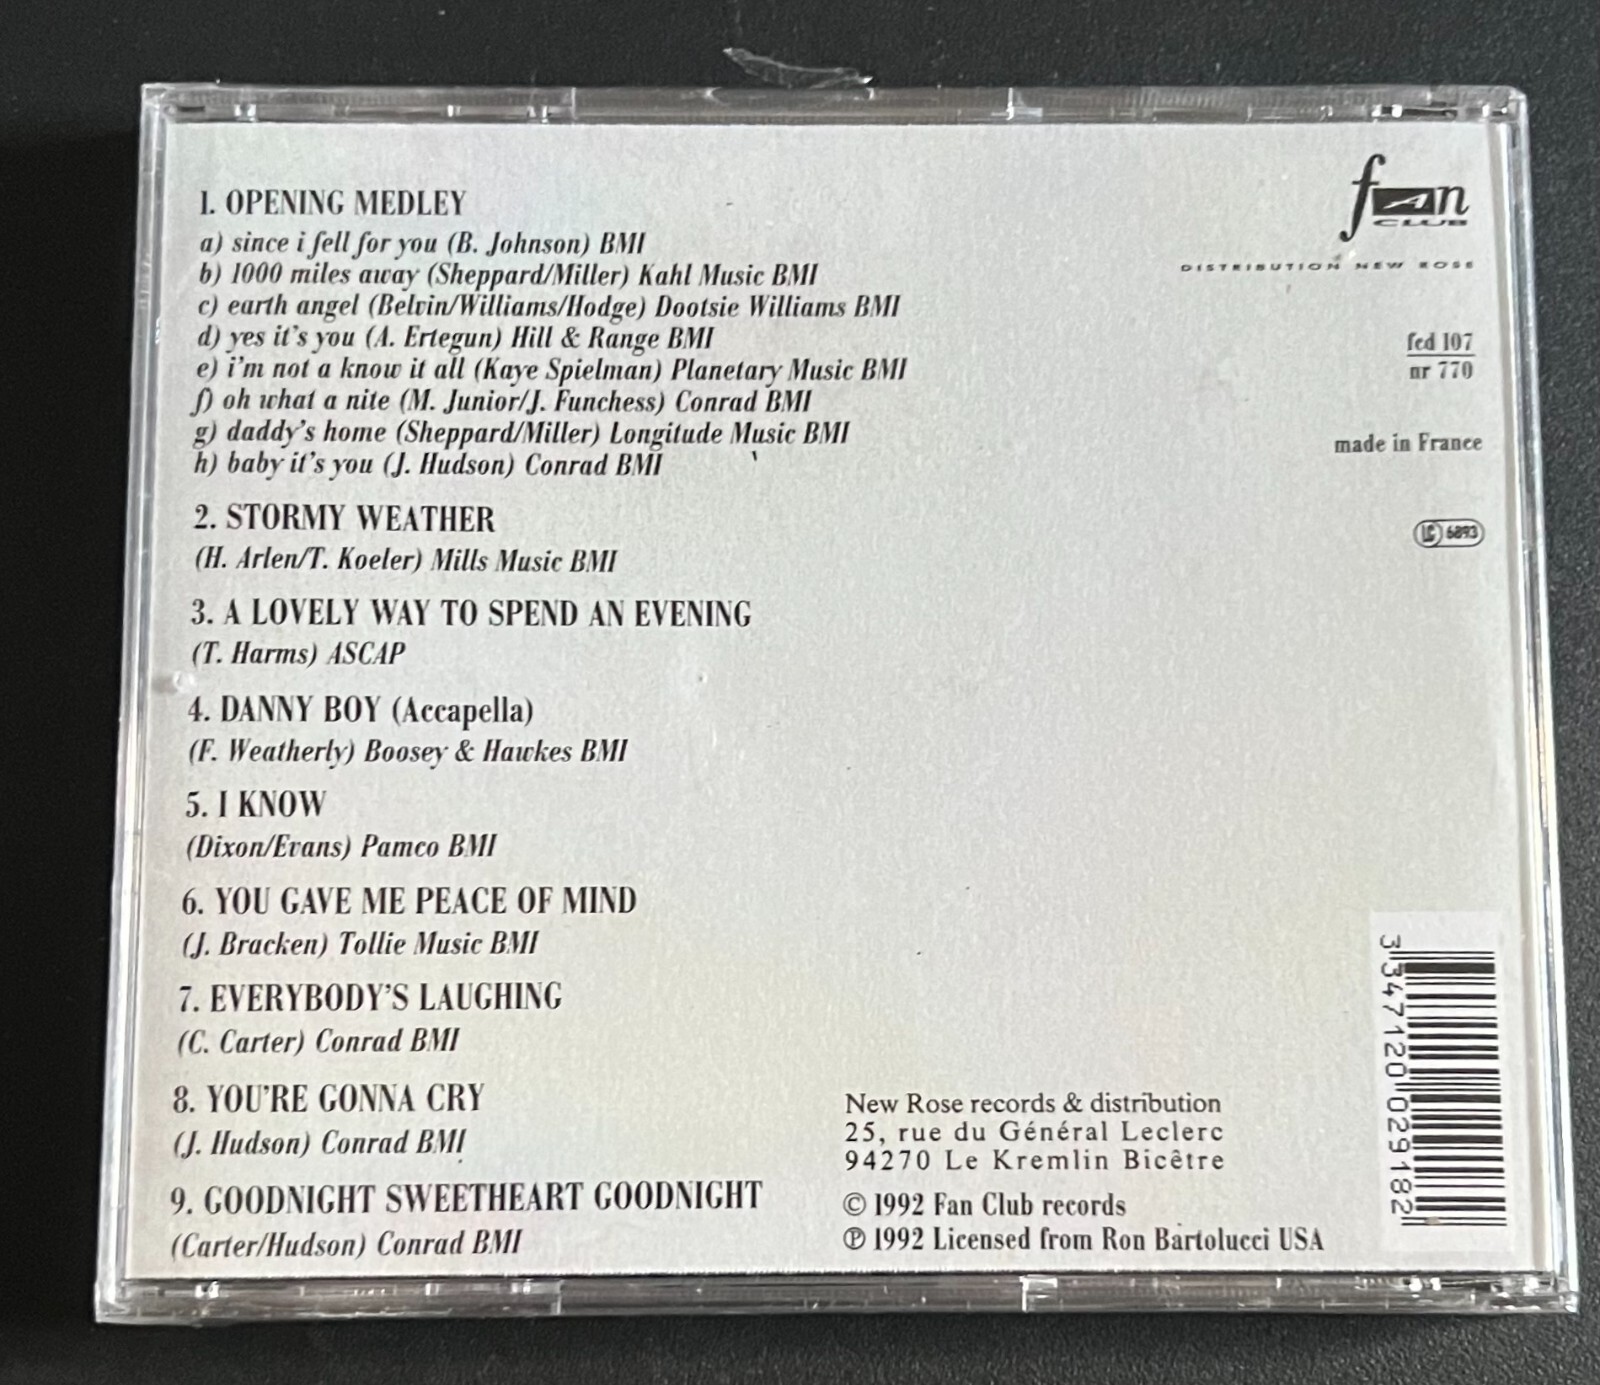 1. OPENING MEDLEY
a) since i fell for you (B. Johnson) BMI
b) 1000 miles away (Sheppard/Miller) Kahl Music BMI
c) earth angel (Belvin/Williams/Hodge) Dootsie Williams BMI
d) yes it's you (A. Ertegun) Hill & Range BMI
e) i'm not a know it all (Kaye Spielman) Planetary Music BMI
f) oh what a nite (M. Junior/J. Funchess) Conrad BMI
g) daddy's home (Sheppard/Miller) Longitude Music BMI
h) baby it's you (J. Hudson) Conrad BMI
2. STORMY WEATHER
(H. Arlen/T. Koeler) Mills Music BMI
3. A LOVELY WAY TO SPEND AN EVENING
(T. Harms) ASCAP
4. DANNY BOY (Accapella)
(F. Weatherly) Boosey & Hawkes BMI
5. I KNOW
(Dixon/Evans) Pamco BMI
6. YOU GAVE ME PEACE OF MIND
(J. Bracken) Tollie Music BMI
7. EVERYBODY'S LAUGHING
(C. Carter) Conrad BMI
8. YOU'RE GONNA CRY
(J. Hudson) Conrad BMI
9. GOODNIGHT SWEETHEART GOODNIGHT
(Carter/Hudson) Conrad BMI
fan
CLUB
DISTRIBUTION NEW ROSE
fcd 107
nr 770
made in France
LC 6893
New Rose records & distribution
25, rue du Général Leclerc
94270 Le Kremlin Bicêtre
© 1992 Fan Club records
℗ 1992 Licensed from Ron Bartolucci USA
3 347120 029182